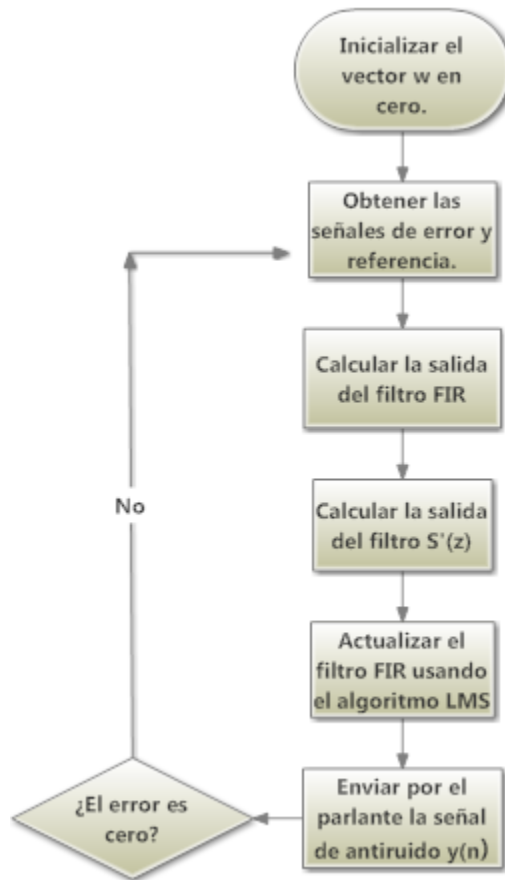 Inicializar el
vector w en
cero.
Obtener las
señales de error y
referencia.
Calcular la salida
del filtro FIR
Calcular la salida
del filtro S'(z)
Actualizar el
filtro FIR usando
el algoritmo LMS
Enviar por el
parlante la señal
de antiruido y(n)
¿El error es
cero?
No